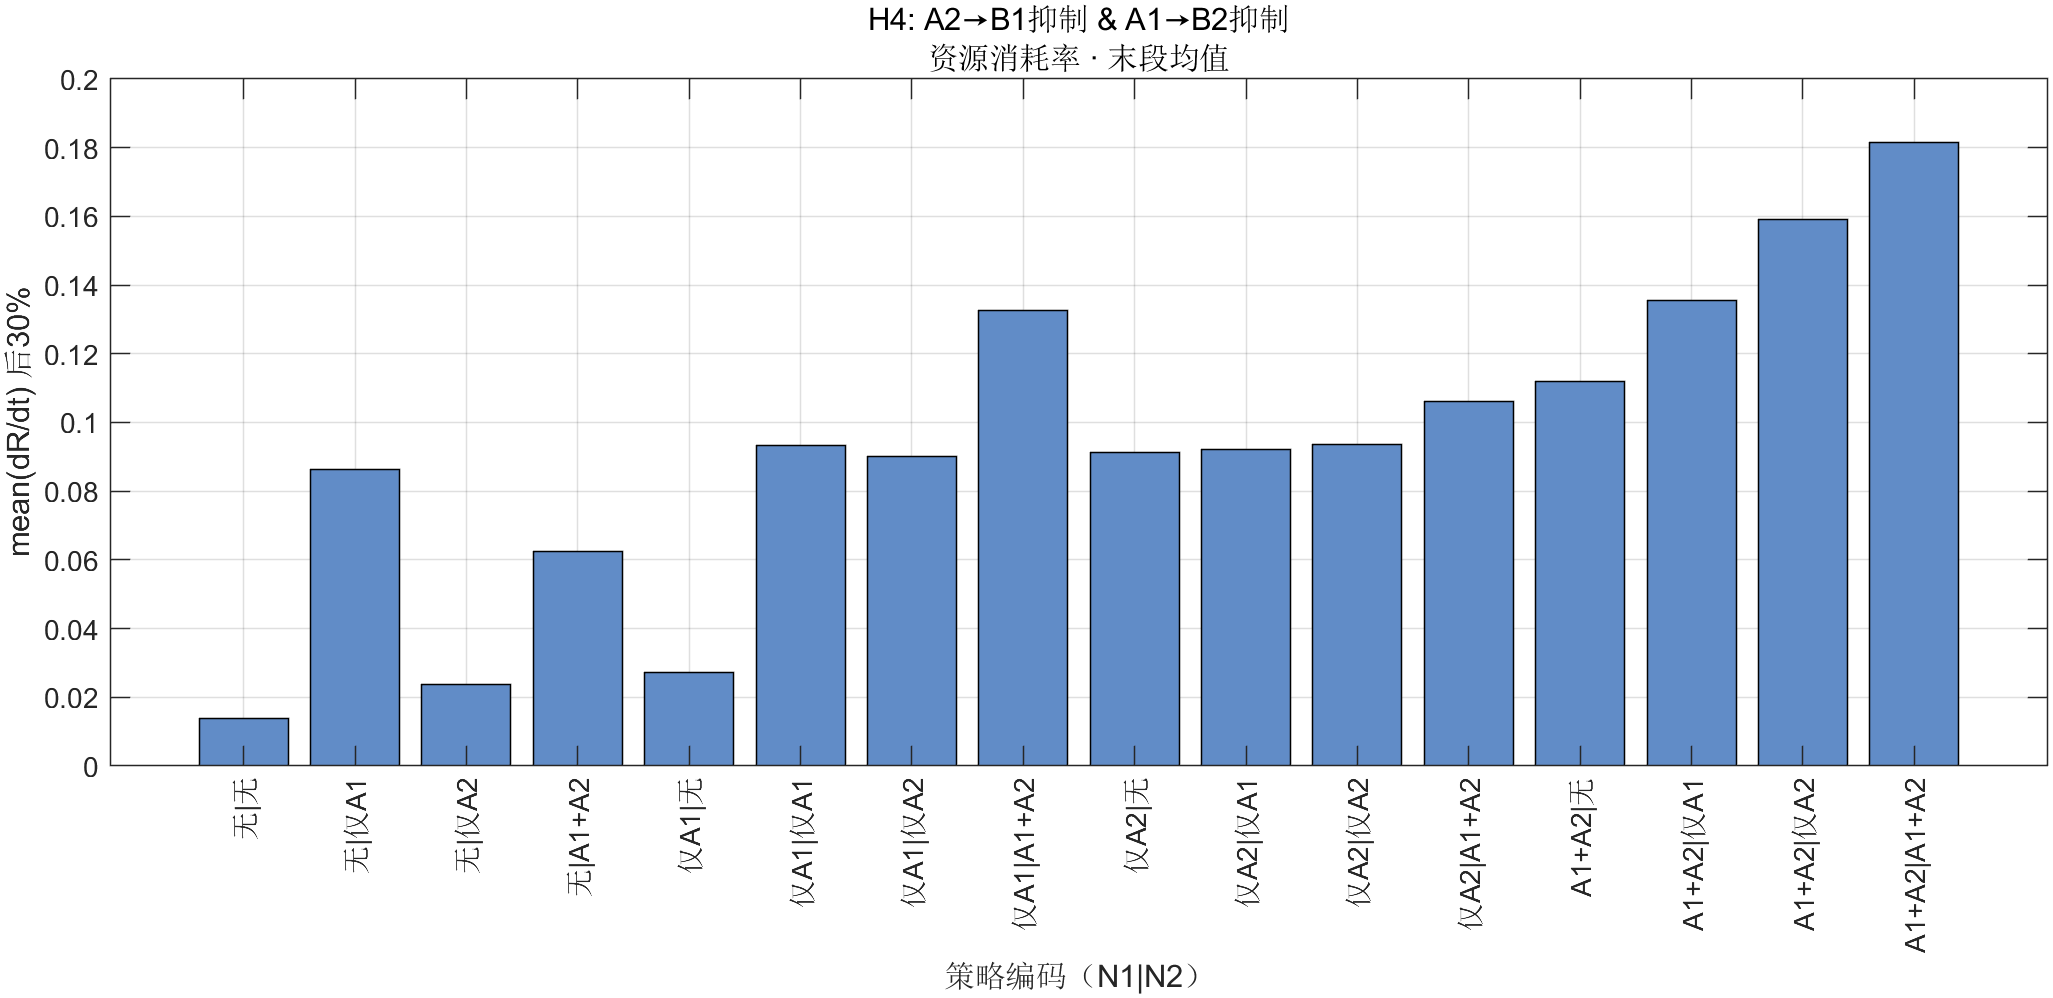 H4: A2→B1抑制 & A1→B2抑制
资源消耗率 · 末段均值
mean(dR/dt) 后30%
0.2
0.18
0.16
0.14
0.12
0.1
0.08
0.06
0.04
0.02
0
无|无
无|仅A1
无|仅A2
无|A1+A2
仅A1|无
仅A1|仅A1
仅A1|仅A2
仅A1|A1+A2
仅A2|无
仅A2|仅A1
仅A2|仅A2
仅A2|A1+A2
A1+A2|无
A1+A2|仅A1
A1+A2|仅A2
A1+A2|A1+A2
策略编码（N1|N2）